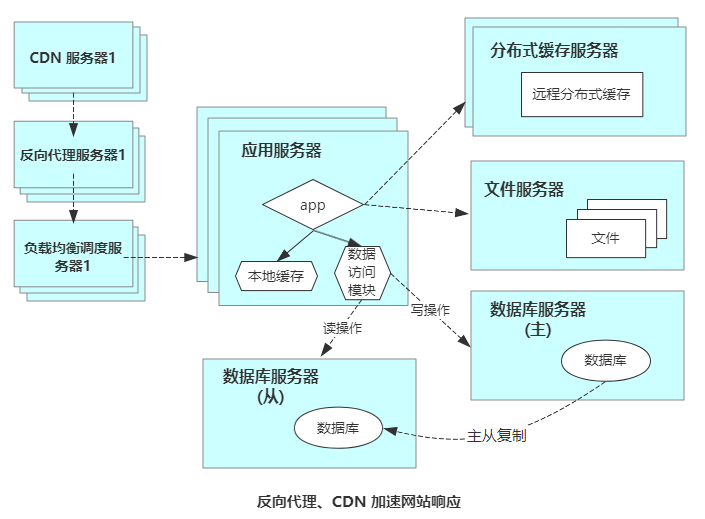 CDN 服务器1
反向代理服务器1
负载均衡调度服
务器1
应用服务器
app
本地缓存
数据
访问
模块
分布式缓存服务器
远程分布式缓存
文件服务器
文件
读操作
写操作
数据库服务器
(主)
数据库
数据库服务器
(从)
数据库
主从复制
反向代理、CDN 加速网站响应